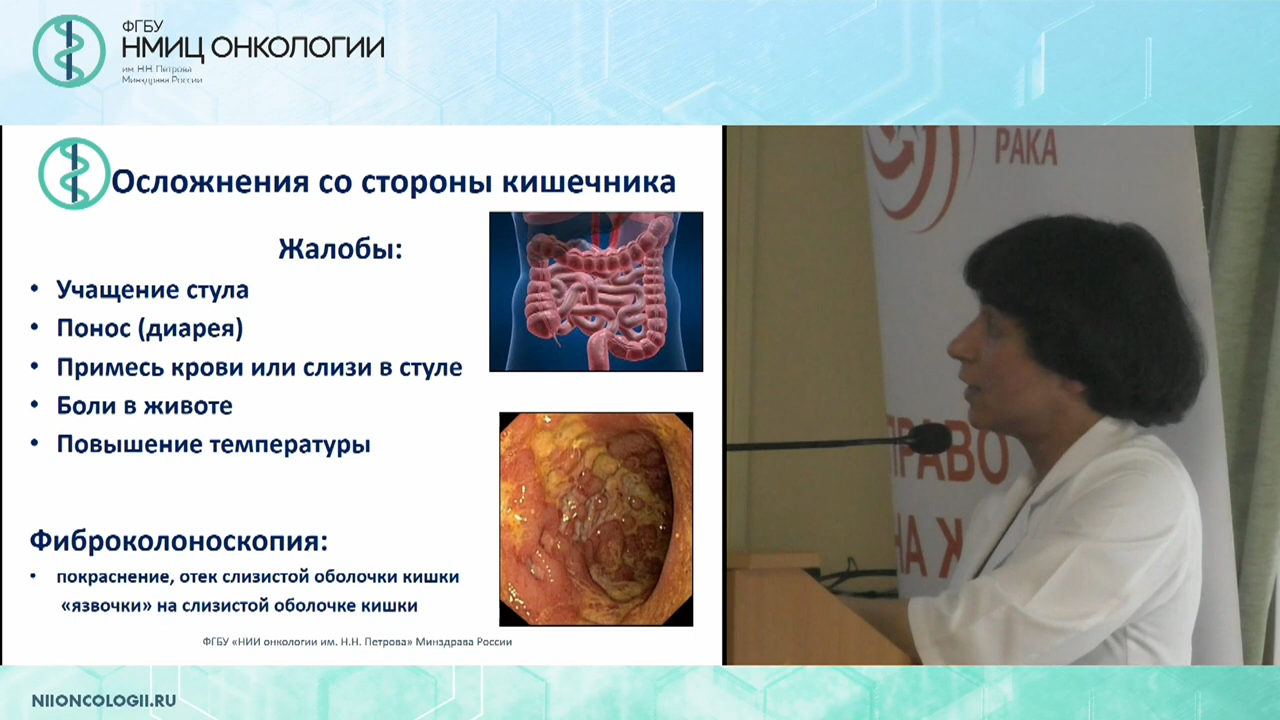 ФГБУ
НМИЦ ОНКОЛОГИИ
им. Н.Н. Петрова
Минздрава России
Осложнения со стороны кишечника
Жалобы:
• Учащение стула
• Понос (диарея)
• Примесь крови или слизи в стуле
• Боли в животе
• Повышение температуры
Фиброколоноскопия:
• покраснение, отек слизистой оболочки кишки
«язвочки» на слизистой оболочке кишки
ФГБУ «НИИ онкологии им. Н.Н. Петрова» Минздрава России
РАКА
ПРАВО
НА
NIIONCOLOGII.RU